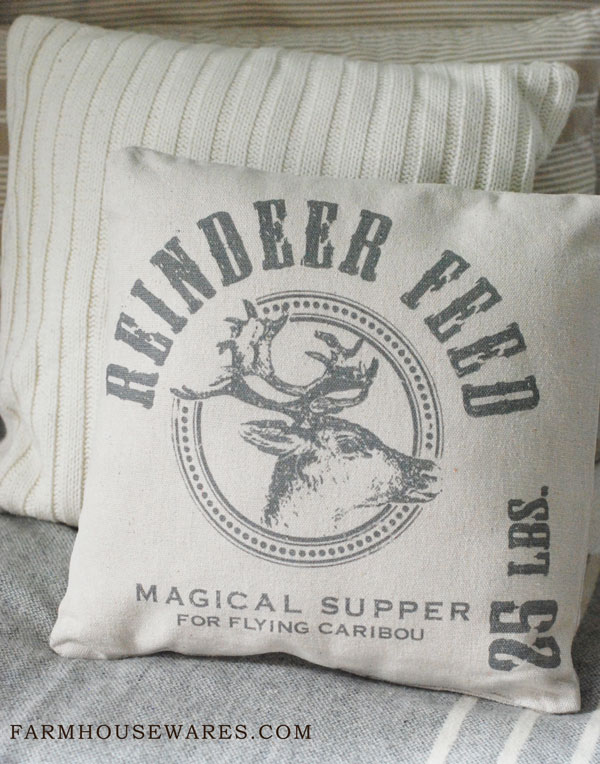 REINDEER FEED
MAGICAL SUPPER
FOR FLYING CARIBOU
25 LBS.
FARMHOUSEWARES.COM